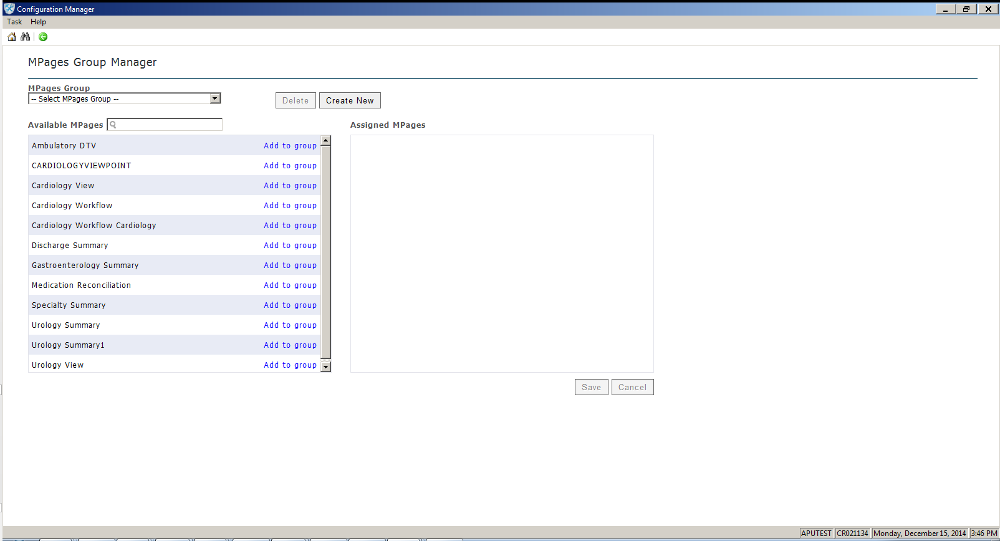 Configuration Manager
Task Help
MPages Group Manager
MPages Group
-- Select MPages Group --
Delete Create New
Available MPages
Assigned MPages
Ambulatory DTV Add to group
CARDIOLOGYVIEWPOINT Add to group
Cardiology View Add to group
Cardiology Workflow Add to group
Cardiology Workflow Cardiology Add to group
Discharge Summary Add to group
Gastroenterology Summary Add to group
Medication Reconciliation Add to group
Specialty Summary Add to group
Urology Summary Add to group
Urology Summary1 Add to group
Urology View Add to group
Save Cancel
APUTEST CR021134 Monday, December 15, 2014 3:46 PM